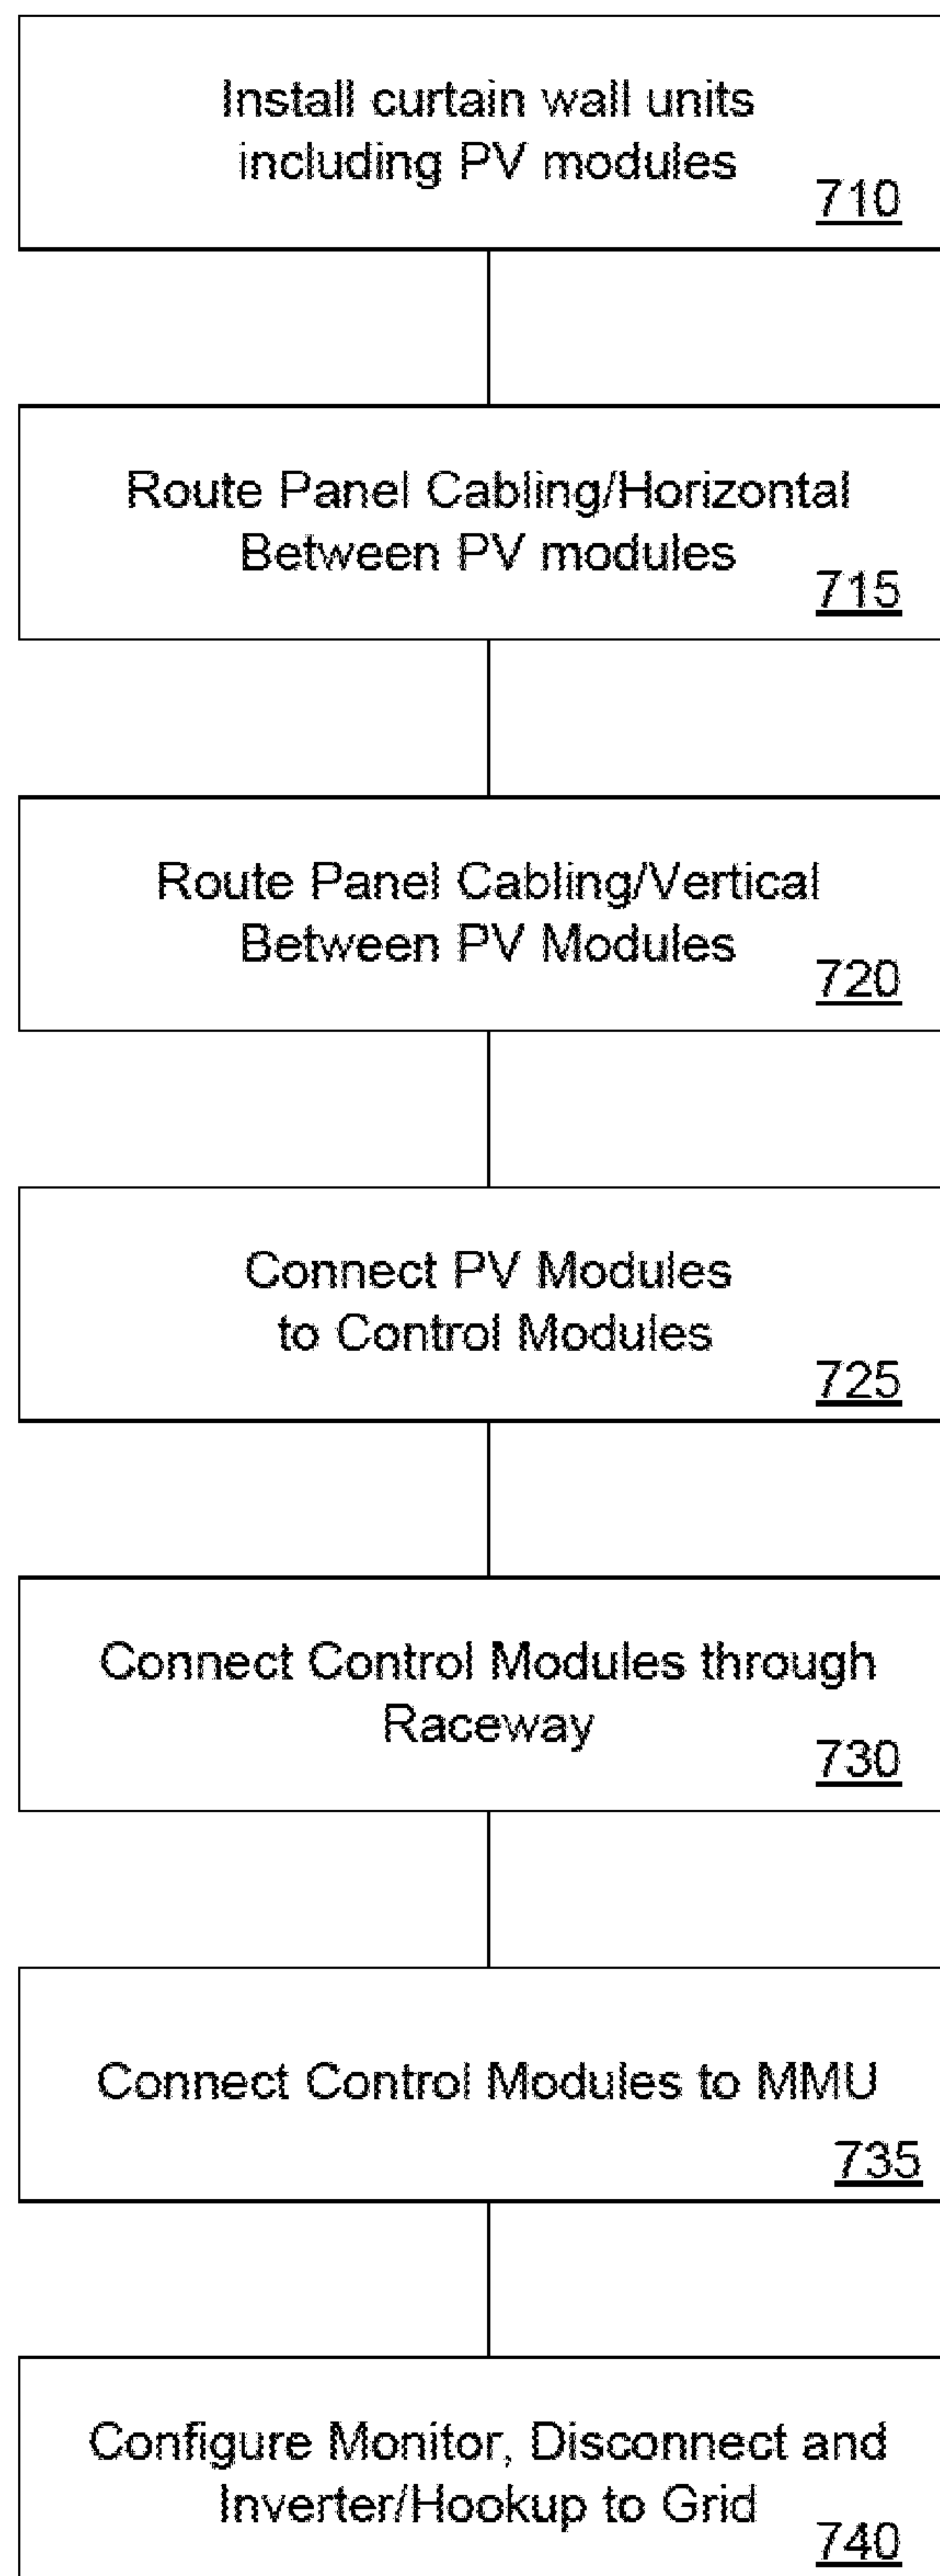 Install curtain wall units
including PV modules
710
Route Panel Cabling/Horizontal
Between PV modules
715
Route Panel Cabling/Vertical
Between PV Modules
720
Connect PV Modules
to Control Modules
725
Connect Control Modules through
Raceway
730
Connect Control Modules to MMU
735
Configure Monitor, Disconnect and
Inverter/Hookup to Grid
740